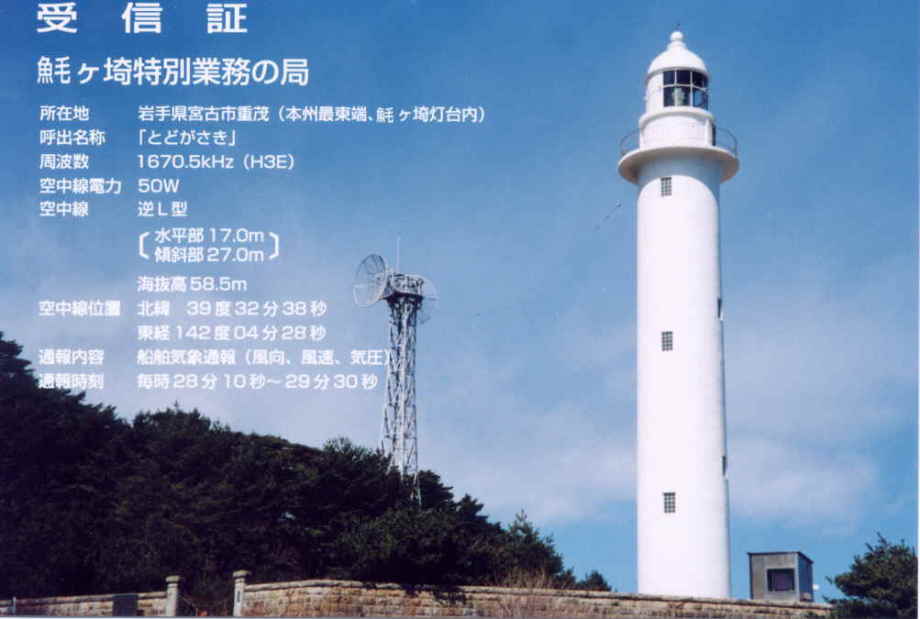 受信証
魹ヶ埼特別業務の局
所在地 岩手県宮古市重茂（本州最東端、魹ヶ埼灯台内）
呼出名称 「とどがさき」
周波数 1670.5kHz（H3E）
空中線電力 50W
空中線 逆L型
水平部 17.0m
傾斜部 27.0m
海抜高 58.5m
空中線位置 北緯 39度32分38秒
東経 142度04分28秒
通報内容 船舶気象通報（風向、風速、気圧）
通報時刻 毎時28分10秒～29分30秒